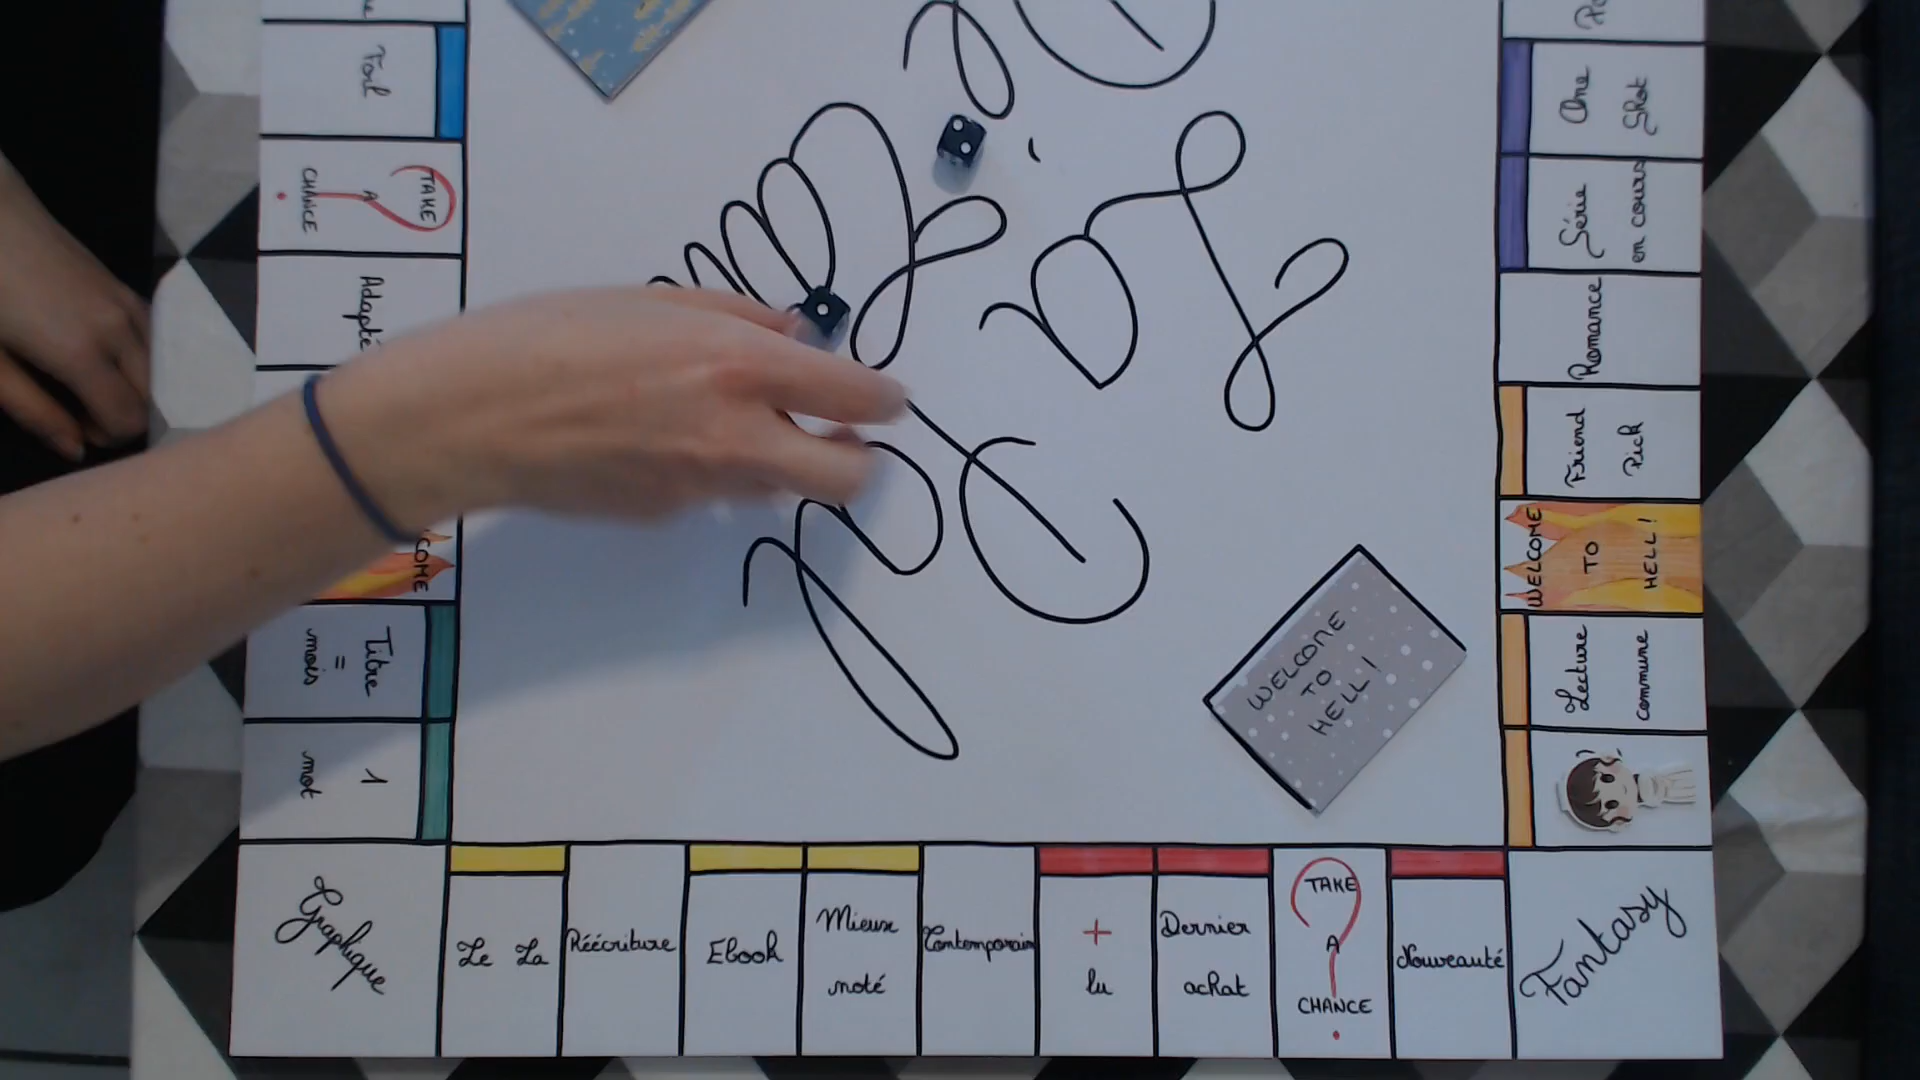 Foil
TAKE
A
CHANCE
Adapté
COME
Titre
=
mois
1
mot
Graphique
Le La
Réécriture
Ebook
Mieux
noté
Contemporain
+
lu
Dernier
achat
TAKE
A
CHANCE
Nouveauté
Fantasy
Lecture
commune
WELCOME
TO
HELL !
Friend
Pick
Romance
Série
en cours
One
Shot
WELCOME
TO
HELL !